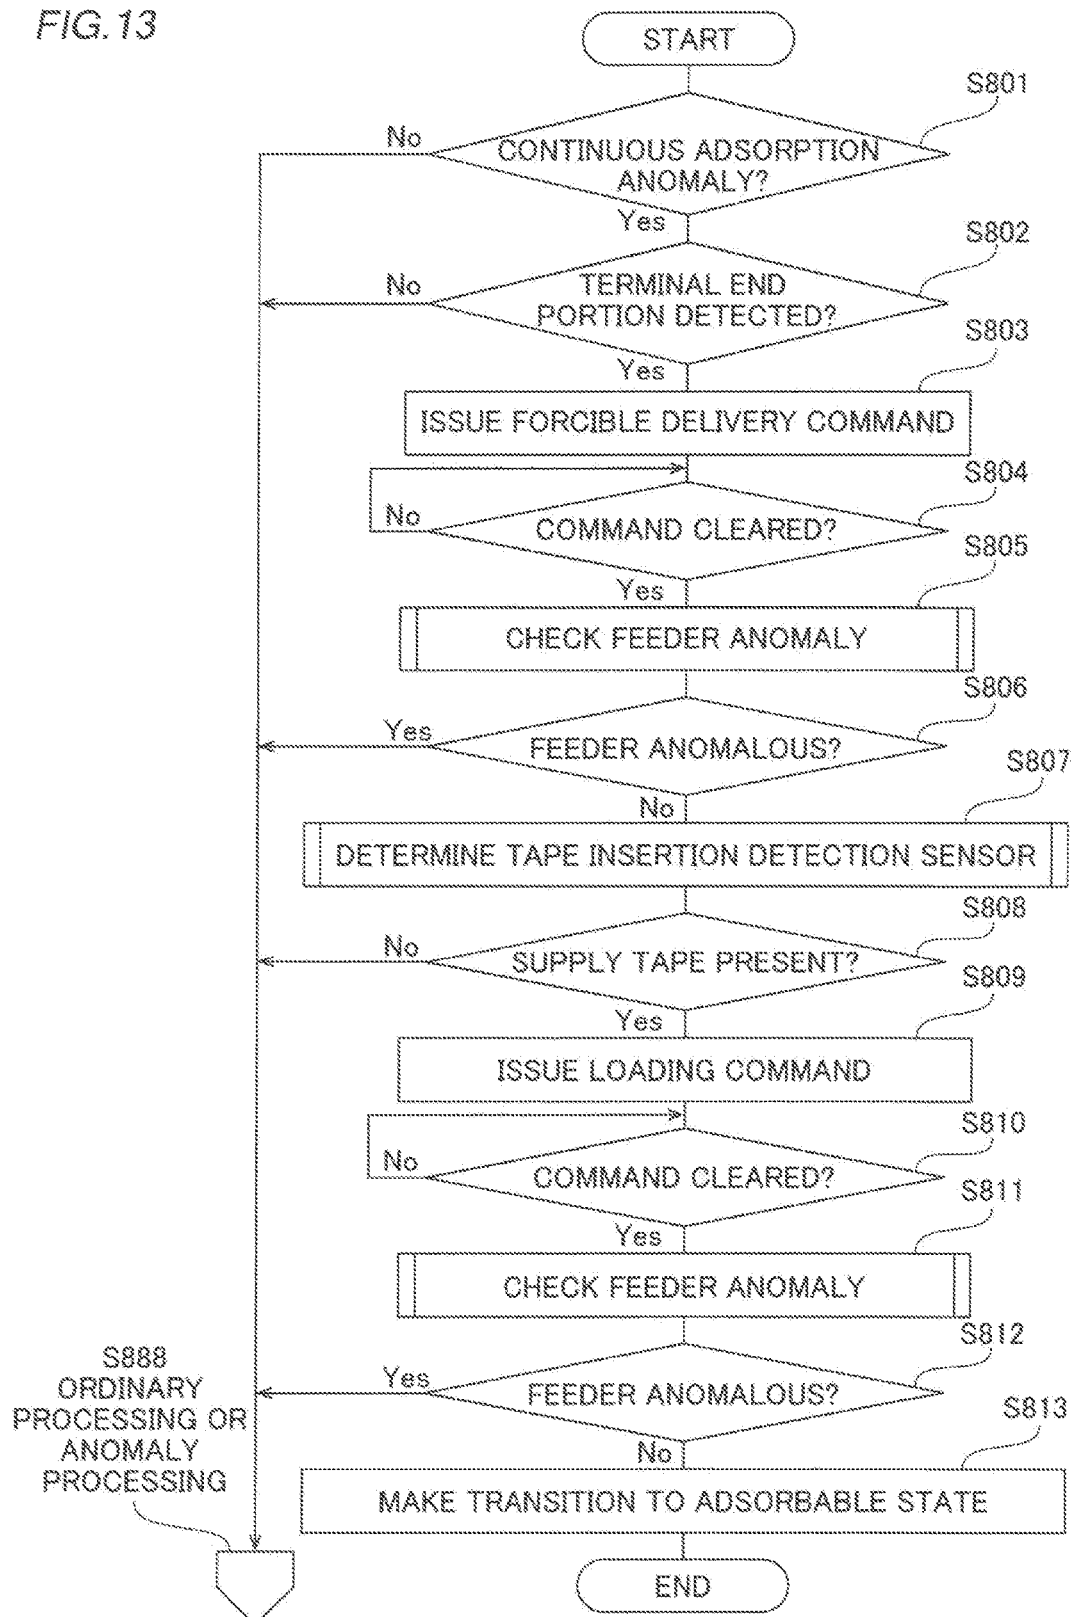 FIG.13
START
S801
No
CONTINUOUS ADSORPTION
ANOMALY?
Yes
S802
No
TERMINAL END
PORTION DETECTED?
Yes
S803
ISSUE FORCIBLE DELIVERY COMMAND
S804
No
COMMAND CLEARED?
S805
Yes
CHECK FEEDER ANOMALY
S806
Yes
FEEDER ANOMALOUS?
S807
No
DETERMINE TAPE INSERTION DETECTION SENSOR
S808
No
SUPPLY TAPE PRESENT?
S809
Yes
ISSUE LOADING COMMAND
S810
No
COMMAND CLEARED?
S811
Yes
CHECK FEEDER ANOMALY
S812
Yes
FEEDER ANOMALOUS?
S813
No
MAKE TRANSITION TO ADSORBABLE STATE
END
S888
ORDINARY
PROCESSING OR
ANOMALY
PROCESSING